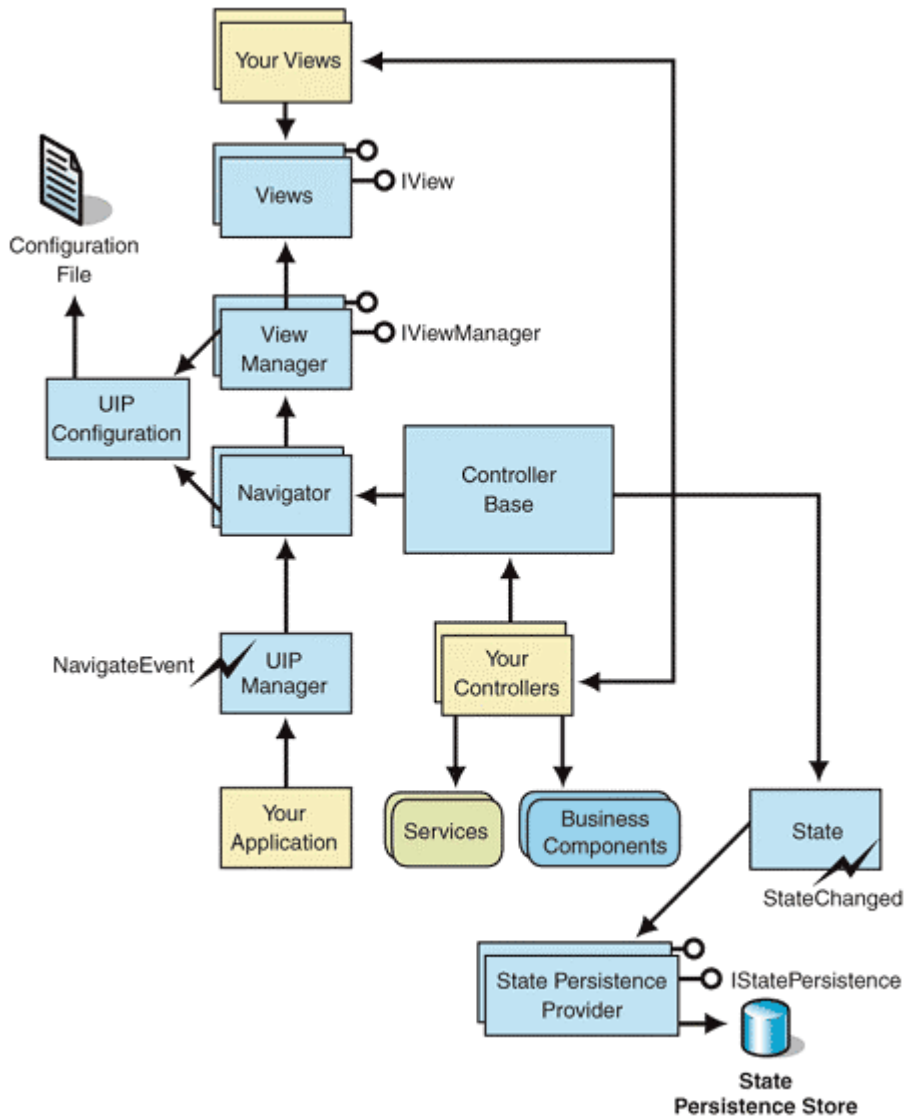 Your Views
IView
Views
Configuration
File
IViewManager
View
Manager
UIP
Configuration
Controller
Base
Navigator
NavigateEvent
UIP
Manager
Your
Controllers
Your
Application
Services
Business
Components
State
StateChanged
State Persistence
Provider
IStatePersistence
State
Persistence Store